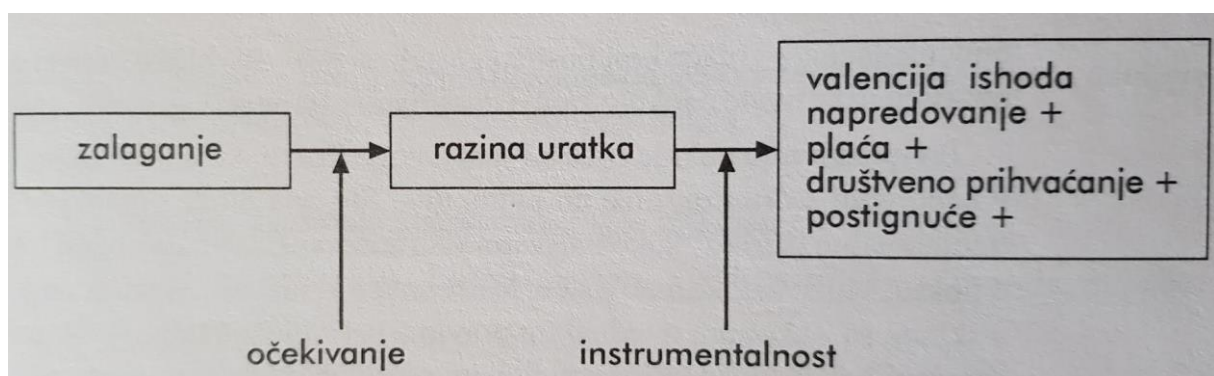 zalaganje
razina uratka
valencija ishoda
napredovanje +
plaća +
društveno prihvaćanje +
postignuće +
očekivanje
instrumentalnost